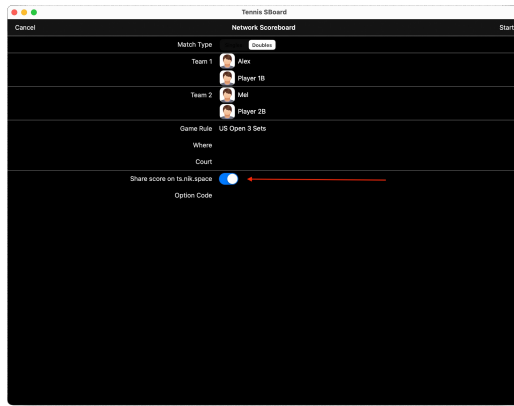 Tennis SBoard
Cancel Network Scoreboard Start
Match Type Doubles
Team 1 Alex
Player 1B
Team 2 Mel
Player 2B
Game Rule US Open 3 Sets
Where
Court
Share score on ts.nik.space
Option Code